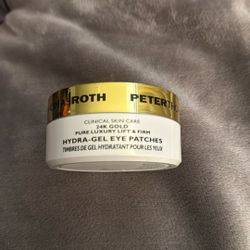 ROTH PETERTH
CLINICAL SKIN CARE
24K GOLD
PURE LUXURY LIFT & FIRM
HYDRA-GEL EYE PATCHES
TIMBRES DE GEL HYDRATANT POUR LES YEUX